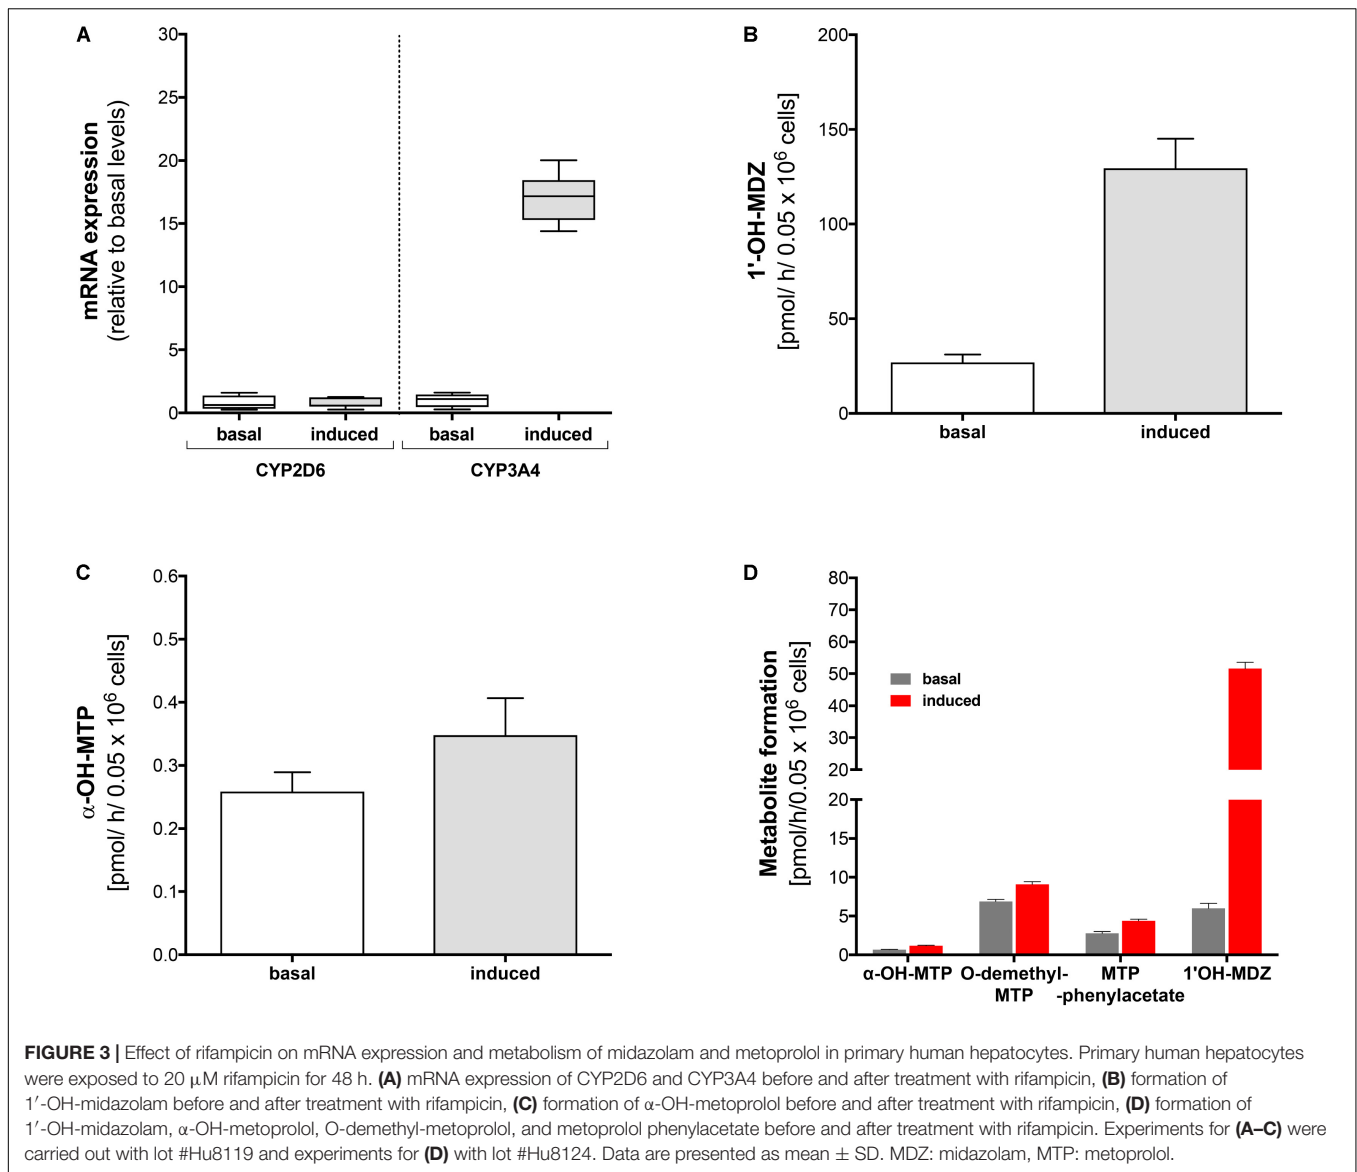 A
mRNA expression
(relative to basal levels)
30
25
20
15
10
5
0
basal induced basal induced
CYP2D6 CYP3A4
B
1'-OH-MDZ
[pmol/ h/ 0.05 x 10⁶ cells]
200
150
100
50
0
basal induced
C
α-OH-MTP
[pmol/ h/ 0.05 x 10⁶ cells]
0.6
0.5
0.4
0.3
0.2
0.1
0.0
basal induced
D
Metabolite formation
[pmol/h/0.05 x 10⁶ cells]
80
70
60
50
40
30
20
20
15
10
5
0
basal
induced
α-OH-MTP O-demethyl- MTP 1'OH-MDZ
MTP -phenylacetate
FIGURE 3 | Effect of rifampicin on mRNA expression and metabolism of midazolam and metoprolol in primary human hepatocytes. Primary human hepatocytes
were exposed to 20 μM rifampicin for 48 h. (A) mRNA expression of CYP2D6 and CYP3A4 before and after treatment with rifampicin, (B) formation of
1′-OH-midazolam before and after treatment with rifampicin, (C) formation of α-OH-metoprolol before and after treatment with rifampicin, (D) formation of
1′-OH-midazolam, α-OH-metoprolol, O-demethyl-metoprolol, and metoprolol phenylacetate before and after treatment with rifampicin. Experiments for (A–C) were
carried out with lot #Hu8119 and experiments for (D) with lot #Hu8124. Data are presented as mean ± SD. MDZ: midazolam, MTP: metoprolol.